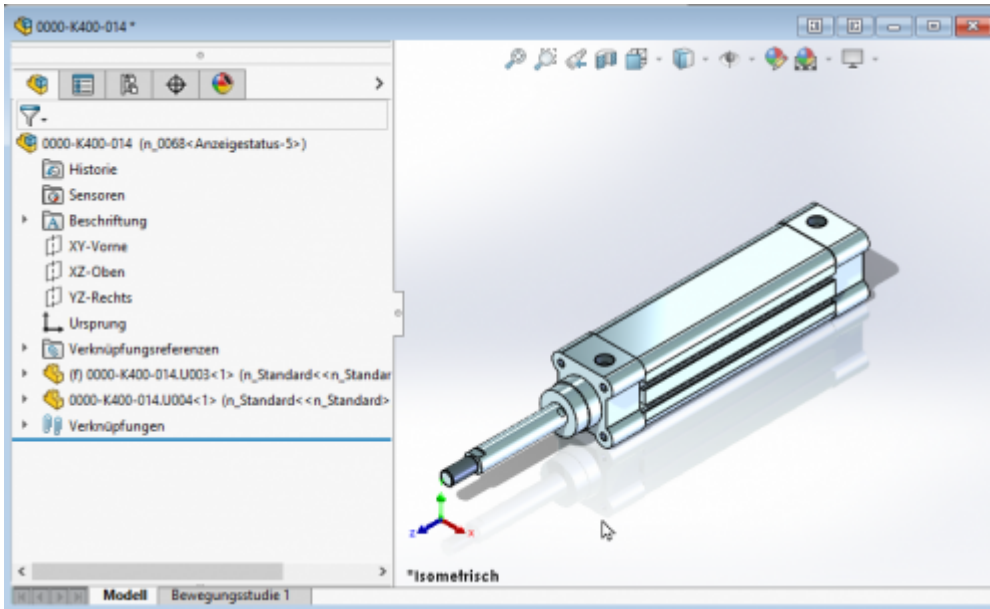 0000-K400-014 *
0000-K400-014 (n_0068<Anzeigestatus-5>)
Historie
Sensoren
A Beschriftung
XY-Vorne
XZ-Oben
YZ-Rechts
Ursprung
Verknüpfungsreferenzen
(f) 0000-K400-014.U003<1> (n_Standard<<n_Standar
0000-K400-014.U004<1> (n_Standard<<n_Standard>
Verknüpfungen
z x
*Isometrisch
Modell Bewegungsstudie 1